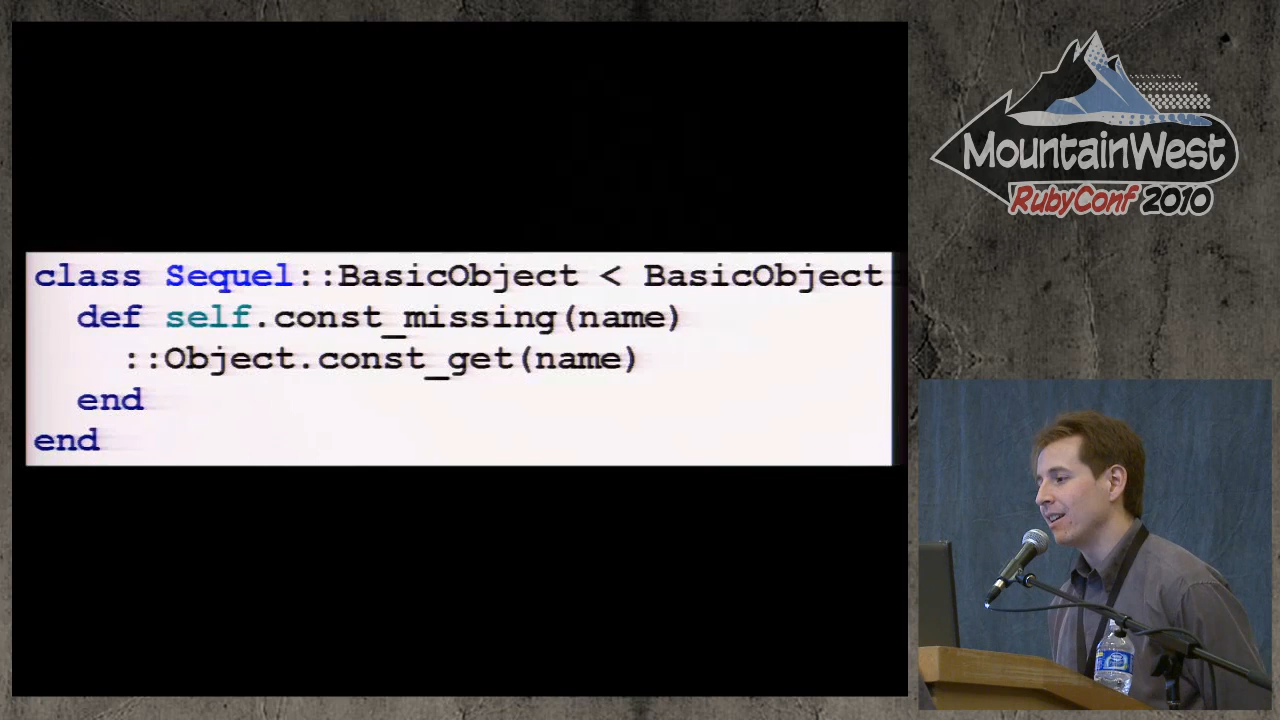 class Sequel::BasicObject < BasicObject
  def self.const_missing(name)
    ::Object.const_get(name)
  end
end
MountainWest
RubyConf 2010